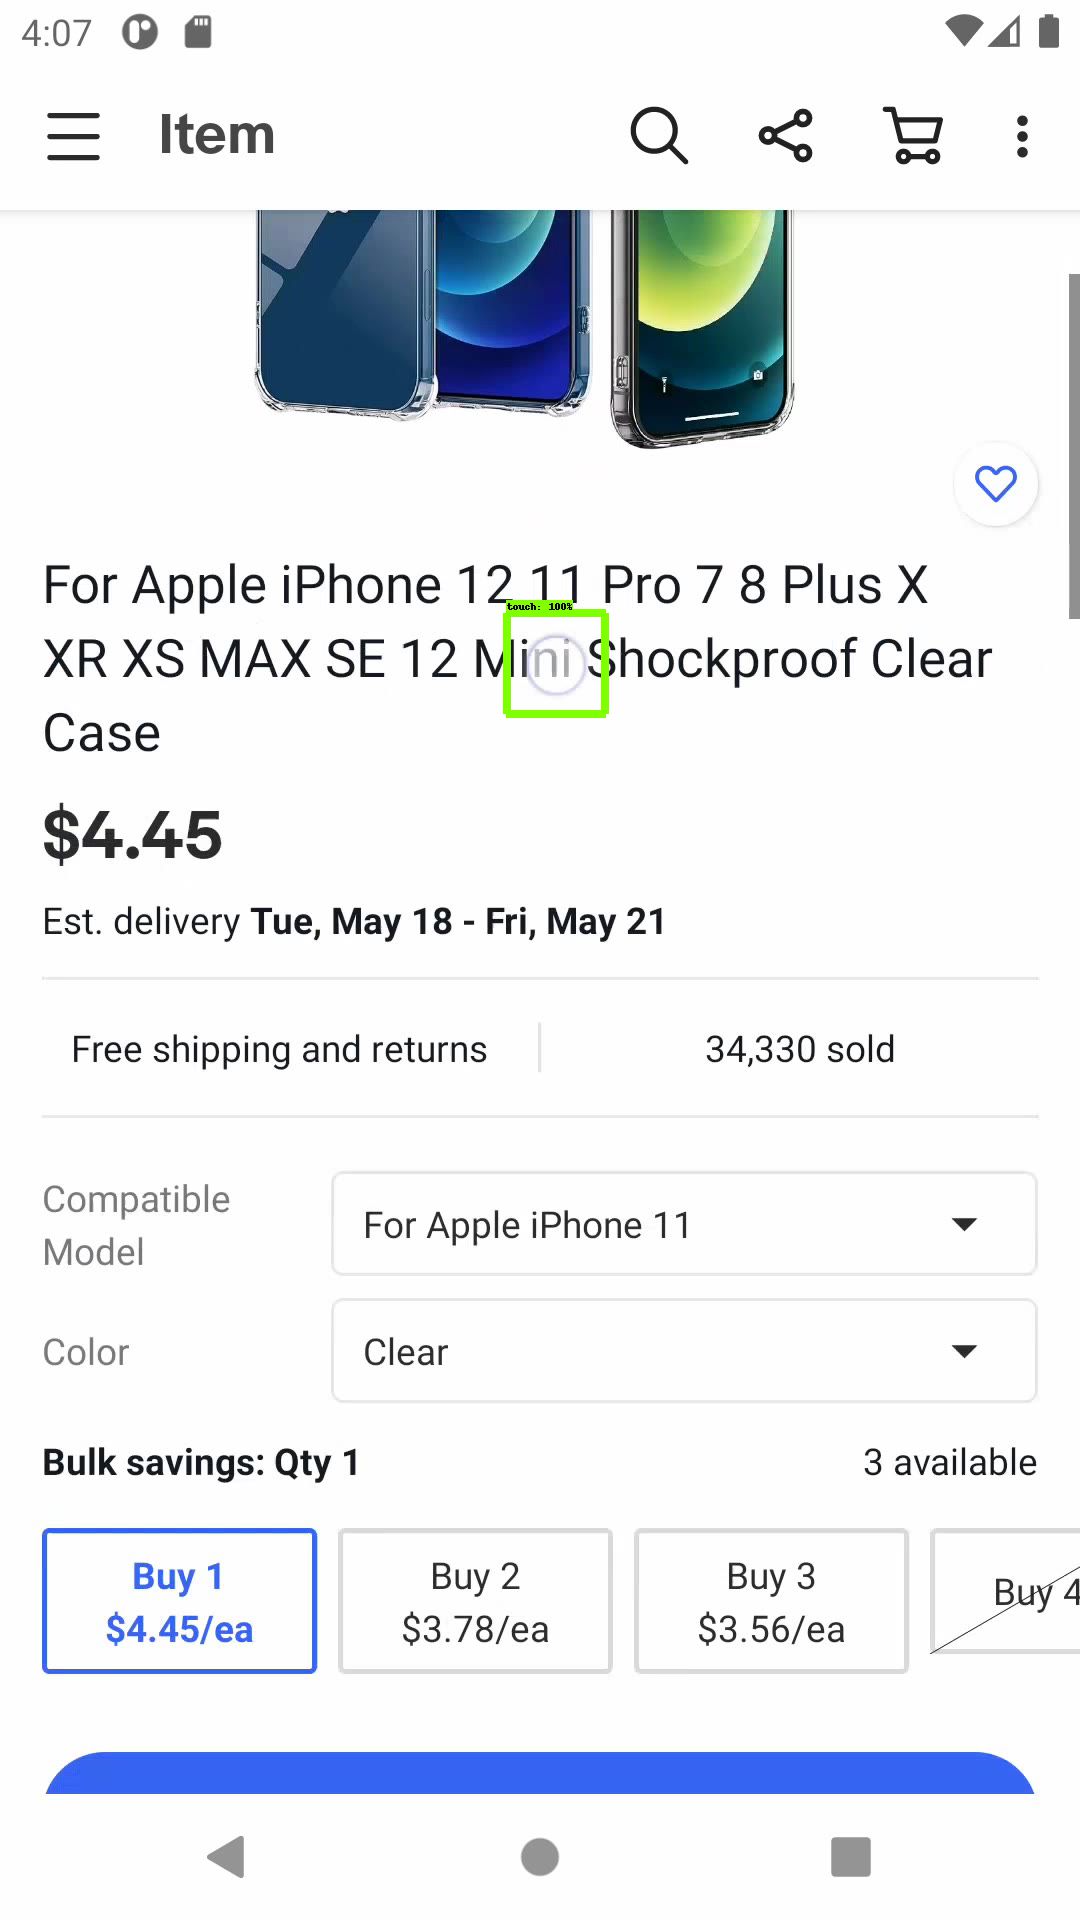 4:07
Item
For Apple iPhone 12 11 Pro 7 8 Plus X
touch: 100%
XR XS MAX SE 12 Mini Shockproof Clear
Case
$4.45
Est. delivery Tue, May 18 - Fri, May 21
Free shipping and returns
34,330 sold
Compatible
Model
For Apple iPhone 11
Color
Clear
Bulk savings: Qty 1
3 available
Buy 1
$4.45/ea
Buy 2
$3.78/ea
Buy 3
$3.56/ea
Buy 4